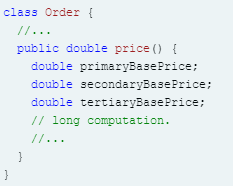 class Order {
  //...
  public double price() {
    double primaryBasePrice;
    double secondaryBasePrice;
    double tertiaryBasePrice;
    // long computation.
    //...
  }
}